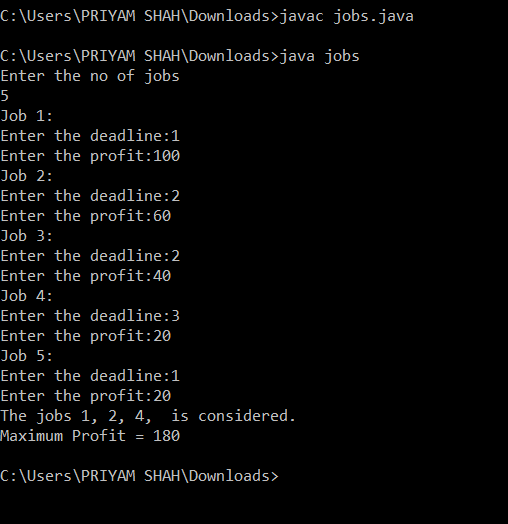 C:\Users\PRIYAM SHAH\Downloads>javac jobs.java
C:\Users\PRIYAM SHAH\Downloads>java jobs
Enter the no of jobs
5
Job 1:
Enter the deadline:1
Enter the profit:100
Job 2:
Enter the deadline:2
Enter the profit:60
Job 3:
Enter the deadline:2
Enter the profit:40
Job 4:
Enter the deadline:3
Enter the profit:20
Job 5:
Enter the deadline:1
Enter the profit:20
The jobs 1, 2, 4,  is considered.
Maximum Profit = 180
C:\Users\PRIYAM SHAH\Downloads>